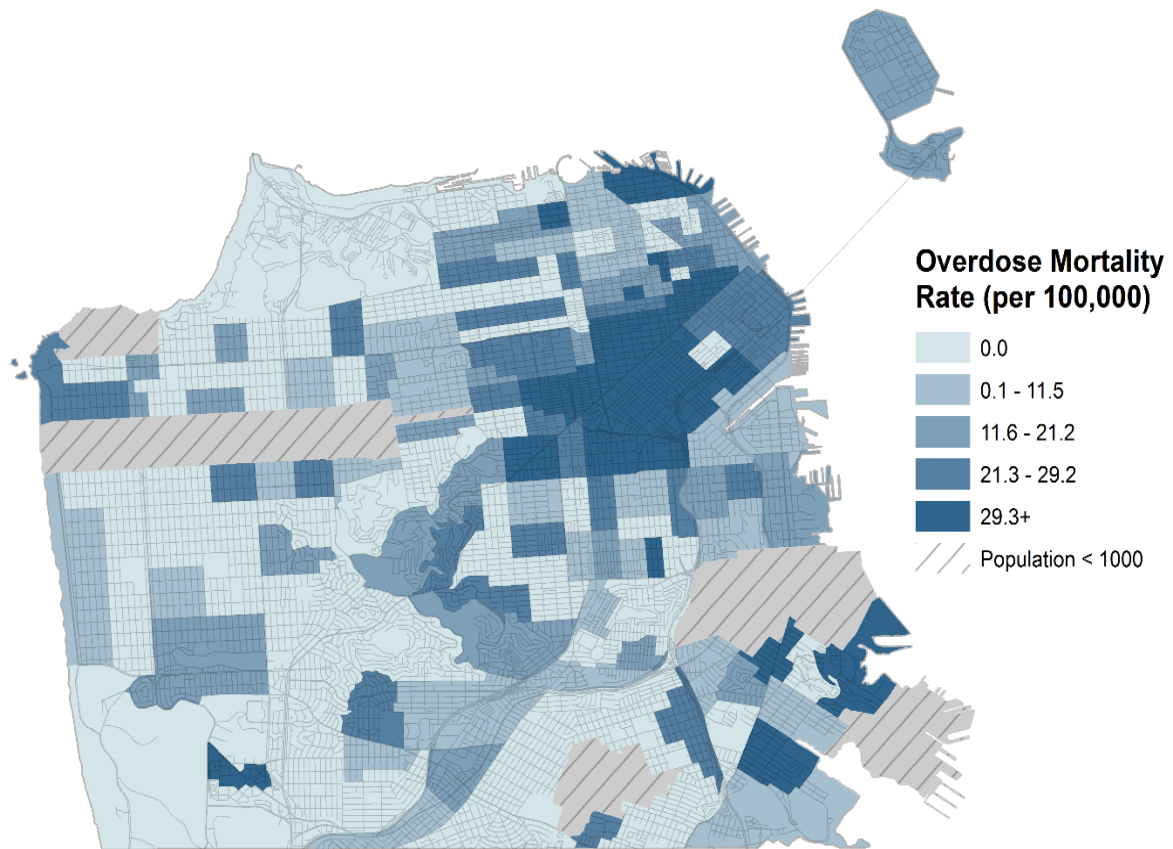 Overdose Mortality
Rate (per 100,000)
0.0
0.1 - 11.5
11.6 - 21.2
21.3 - 29.2
29.3+
Population < 1000